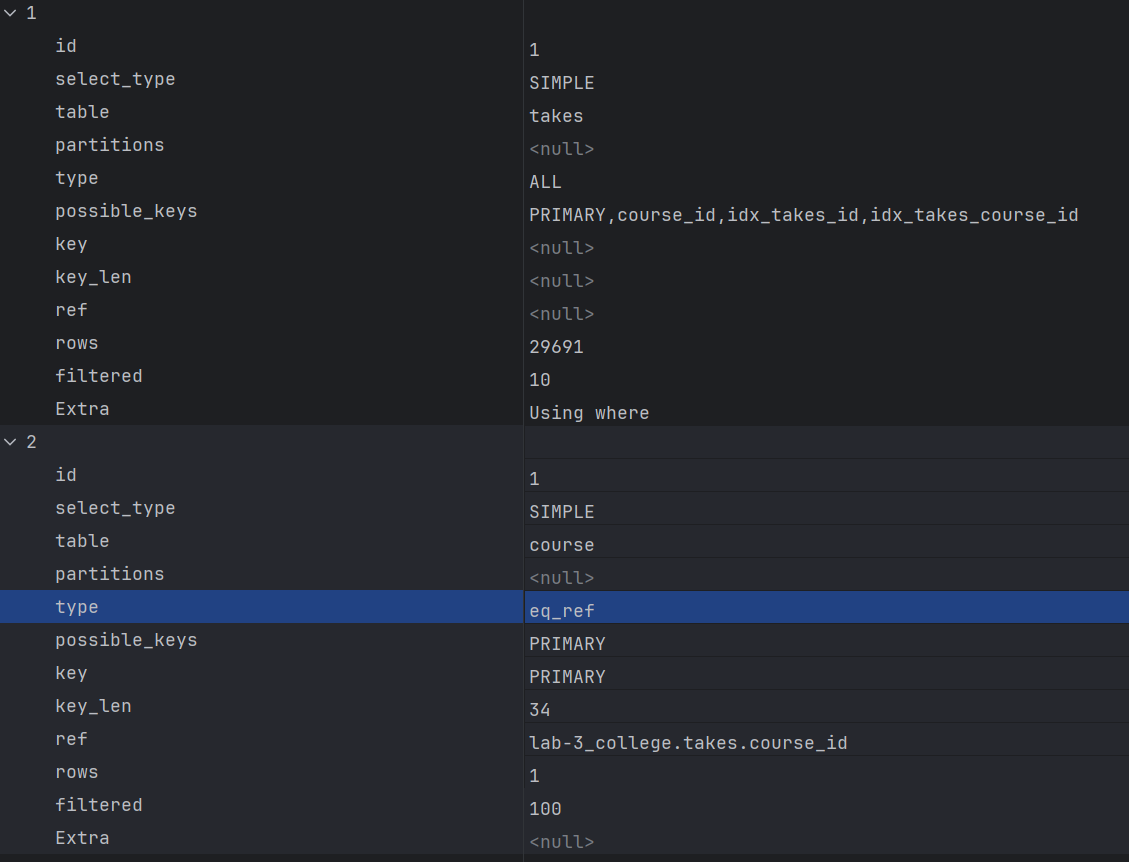 1
id 1
select_type SIMPLE
table takes
partitions <null>
type ALL
possible_keys PRIMARY,course_id,idx_takes_id,idx_takes_course_id
key <null>
key_len <null>
ref <null>
rows 29691
filtered 10
Extra Using where
2
id 1
select_type SIMPLE
table course
partitions <null>
type eq_ref
possible_keys PRIMARY
key PRIMARY
key_len 34
ref lab-3_college.takes.course_id
rows 1
filtered 100
Extra <null>